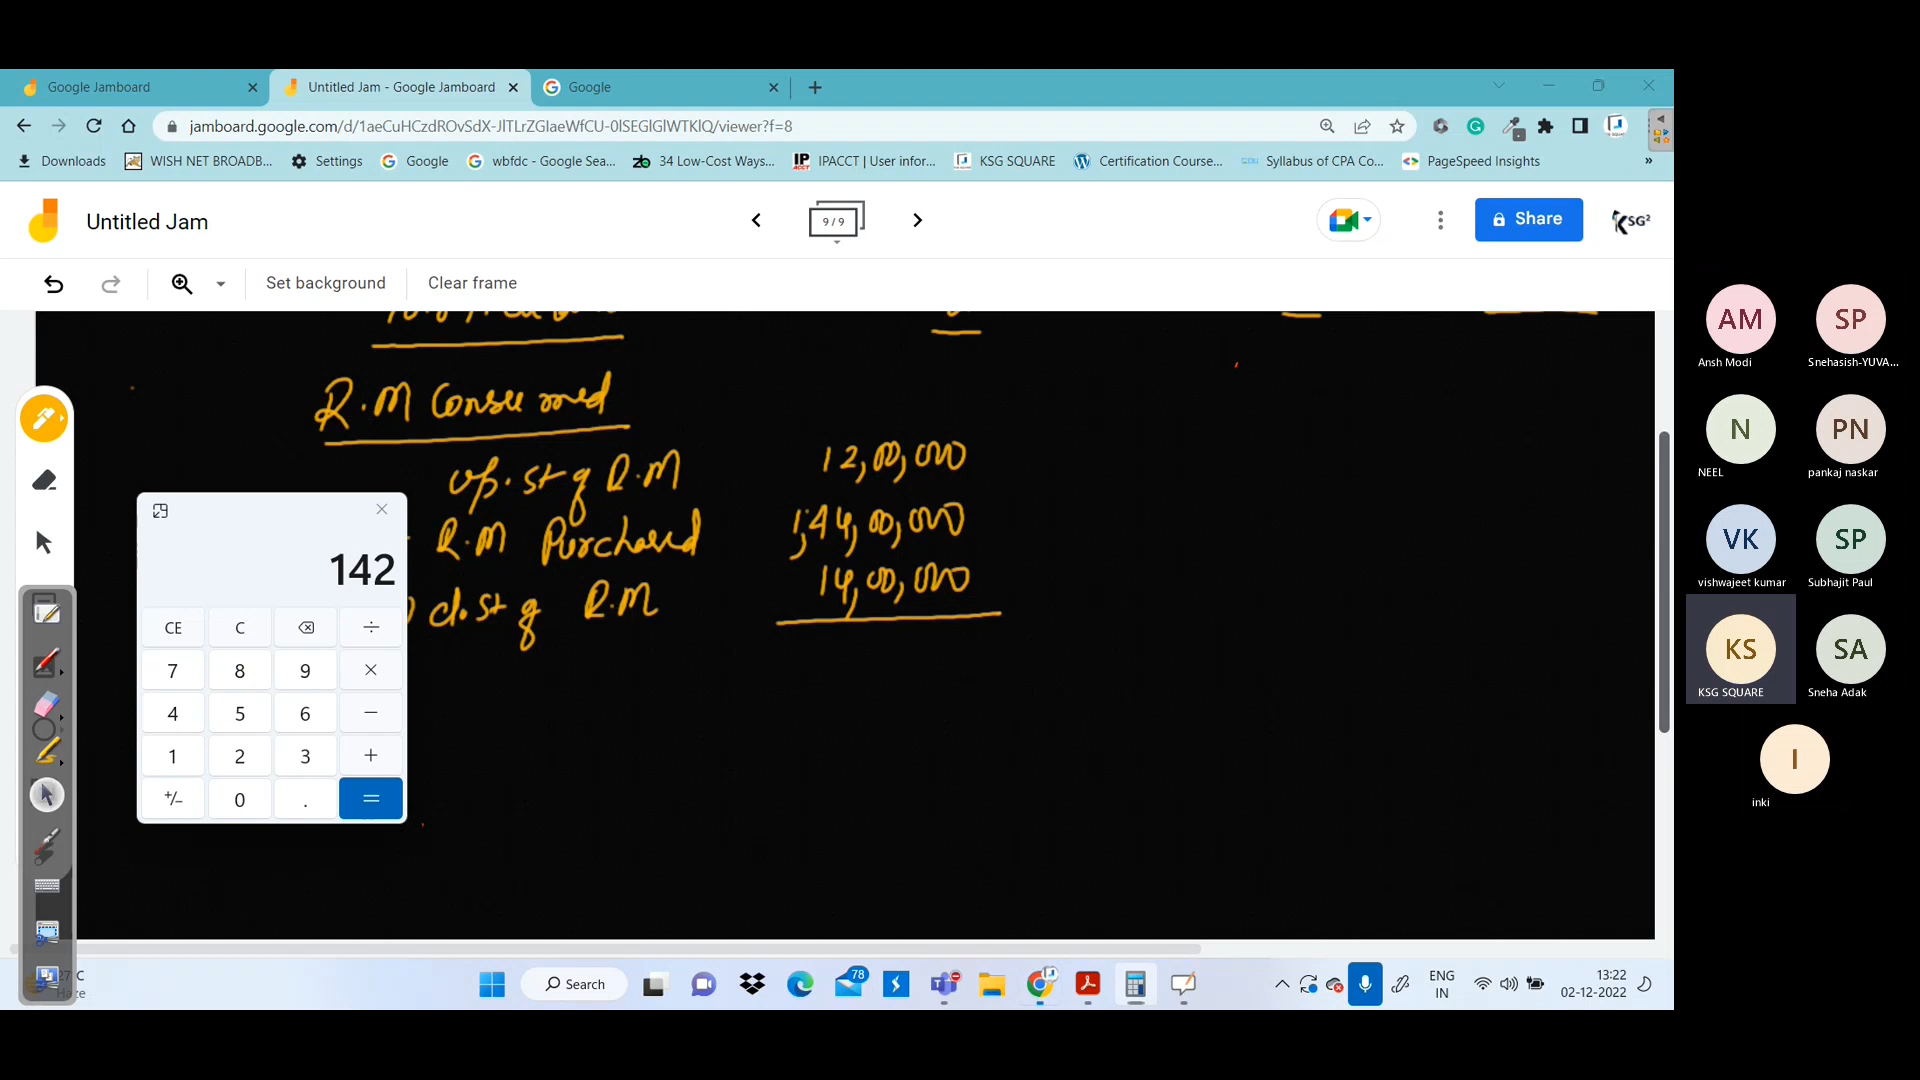 Google Jamboard
Untitled Jam - Google Jamboard
Google
jamboard.google.com/d/1aeCuHCzdROvSdX-JlTLrZGIaeWfCU-0lSEGlGlWTKlQ/viewer?f=8
Downloads
WISH NET BROADB...
Settings
Google
wbfdc - Google Sea...
34 Low-Cost Ways...
IPACCT | User infor...
KSG SQUARE
Certification Course...
Syllabus of CPA Co...
PageSpeed Insights
»
Untitled Jam
9 / 9
Share
KSG²
Set background
Clear frame
R.M Consumed
op. st of R.M 12,00,000
R.M Purchased 1,44,00,000
) cl. st of R.M 14,00,000
142
CE C ÷
7 8 9 ×
4 5 6 −
1 2 3 +
+/− 0 . =
AM
Ansh Modi
SP
Snehasish-YUVA...
N
NEEL
PN
pankaj naskar
VK
vishwajeet kumar
SP
Subhajit Paul
KS
KSG SQUARE
SA
Sneha Adak
I
inki
Haze
Search
78
ENG
IN
13:22
02-12-2022